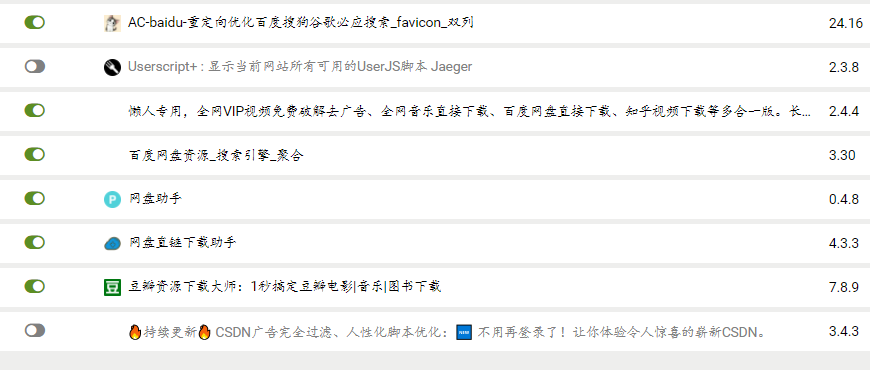 AC-baidu-重定向优化百度搜狗谷歌必应搜索_favicon_双列 24.16
Userscript+ : 显示当前网站所有可用的UserJS脚本 Jaeger 2.3.8
懒人专用，全网VIP视频免费破解去广告、全网音乐直接下载、百度网盘直接下载、知乎视频下载等多合一版。长... 2.4.4
百度网盘资源_搜索引擎_聚合 3.30
P 网盘助手 0.4.8
网盘直链下载助手 4.3.3
豆 豆瓣资源下载大师：1秒搞定豆瓣电影|音乐|图书下载 7.8.9
🔥持续更新🔥 CSDN广告完全过滤、人性化脚本优化：🆕 不用再登录了！让你体验令人惊喜的崭新CSDN。 3.4.3